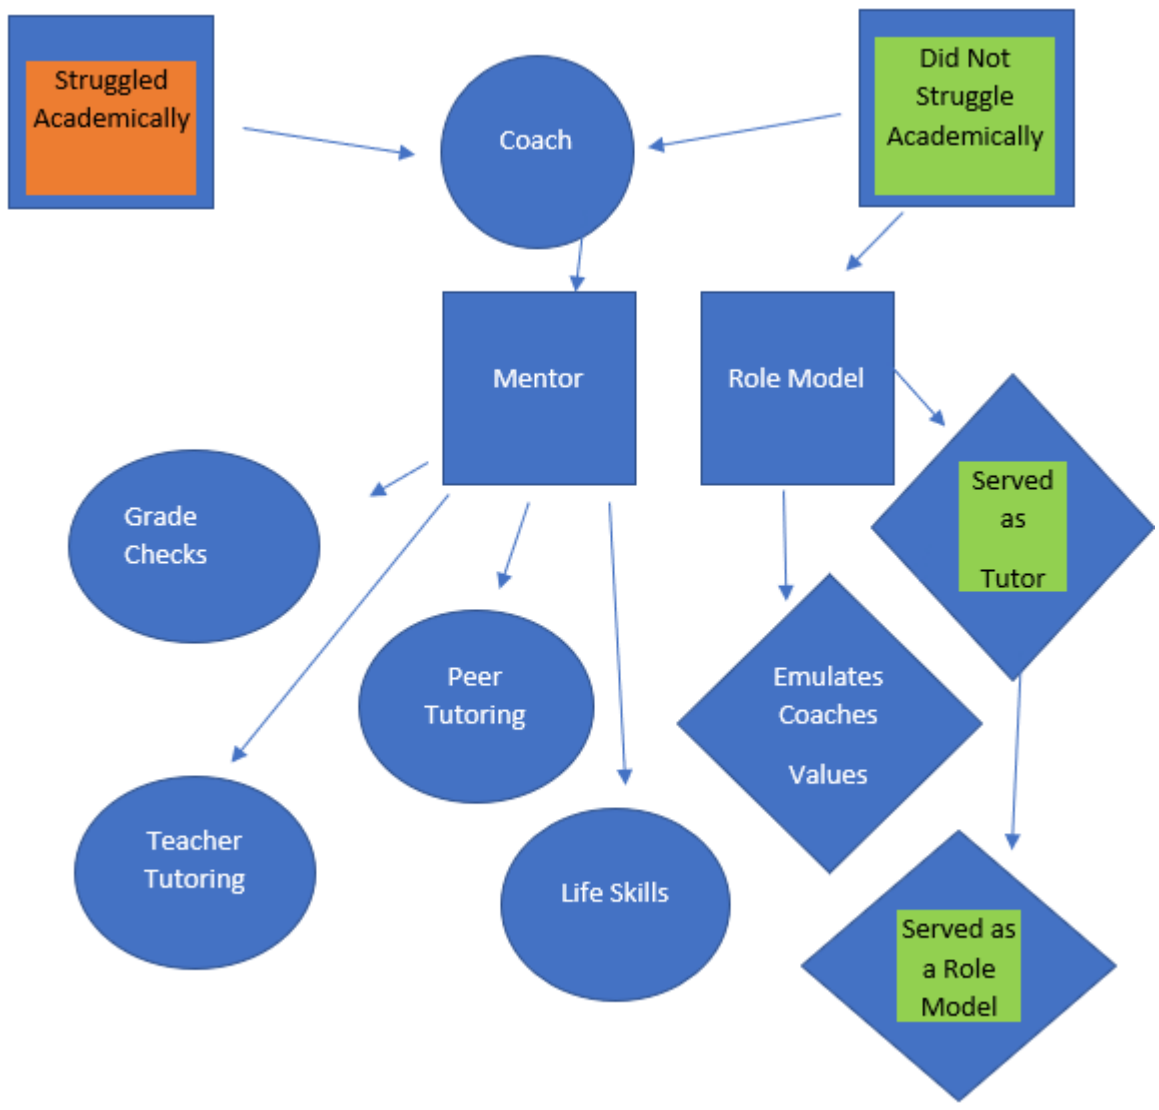 Struggled
Academically
Coach
Did Not
Struggle
Academically
Mentor
Role Model
Grade
Checks
Served
as
Tutor
Peer
Tutoring
Emulates
Coaches
Values
Teacher
Tutoring
Life Skills
Served as
a Role
Model